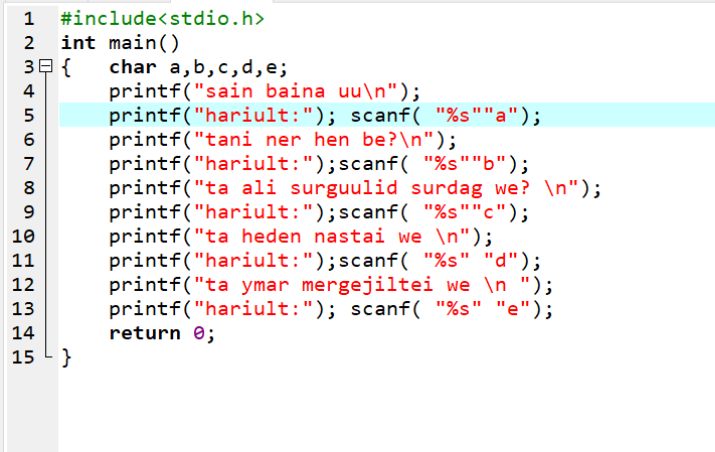 1 #include<stdio.h>
2 int main()
3 { char a,b,c,d,e;
4 printf("sain baina uu\n");
5 printf("hariult:"); scanf( "%s""a");
6 printf("tani ner hen be?\n");
7 printf("hariult:");scanf( "%s""b");
8 printf("ta ali surguulid surdag we? \n");
9 printf("hariult:");scanf( "%s""c");
10 printf("ta heden nastai we \n");
11 printf("hariult:");scanf( "%s" "d");
12 printf("ta ymar mergejiltei we \n ");
13 printf("hariult:"); scanf( "%s" "e");
14 return 0;
15 }